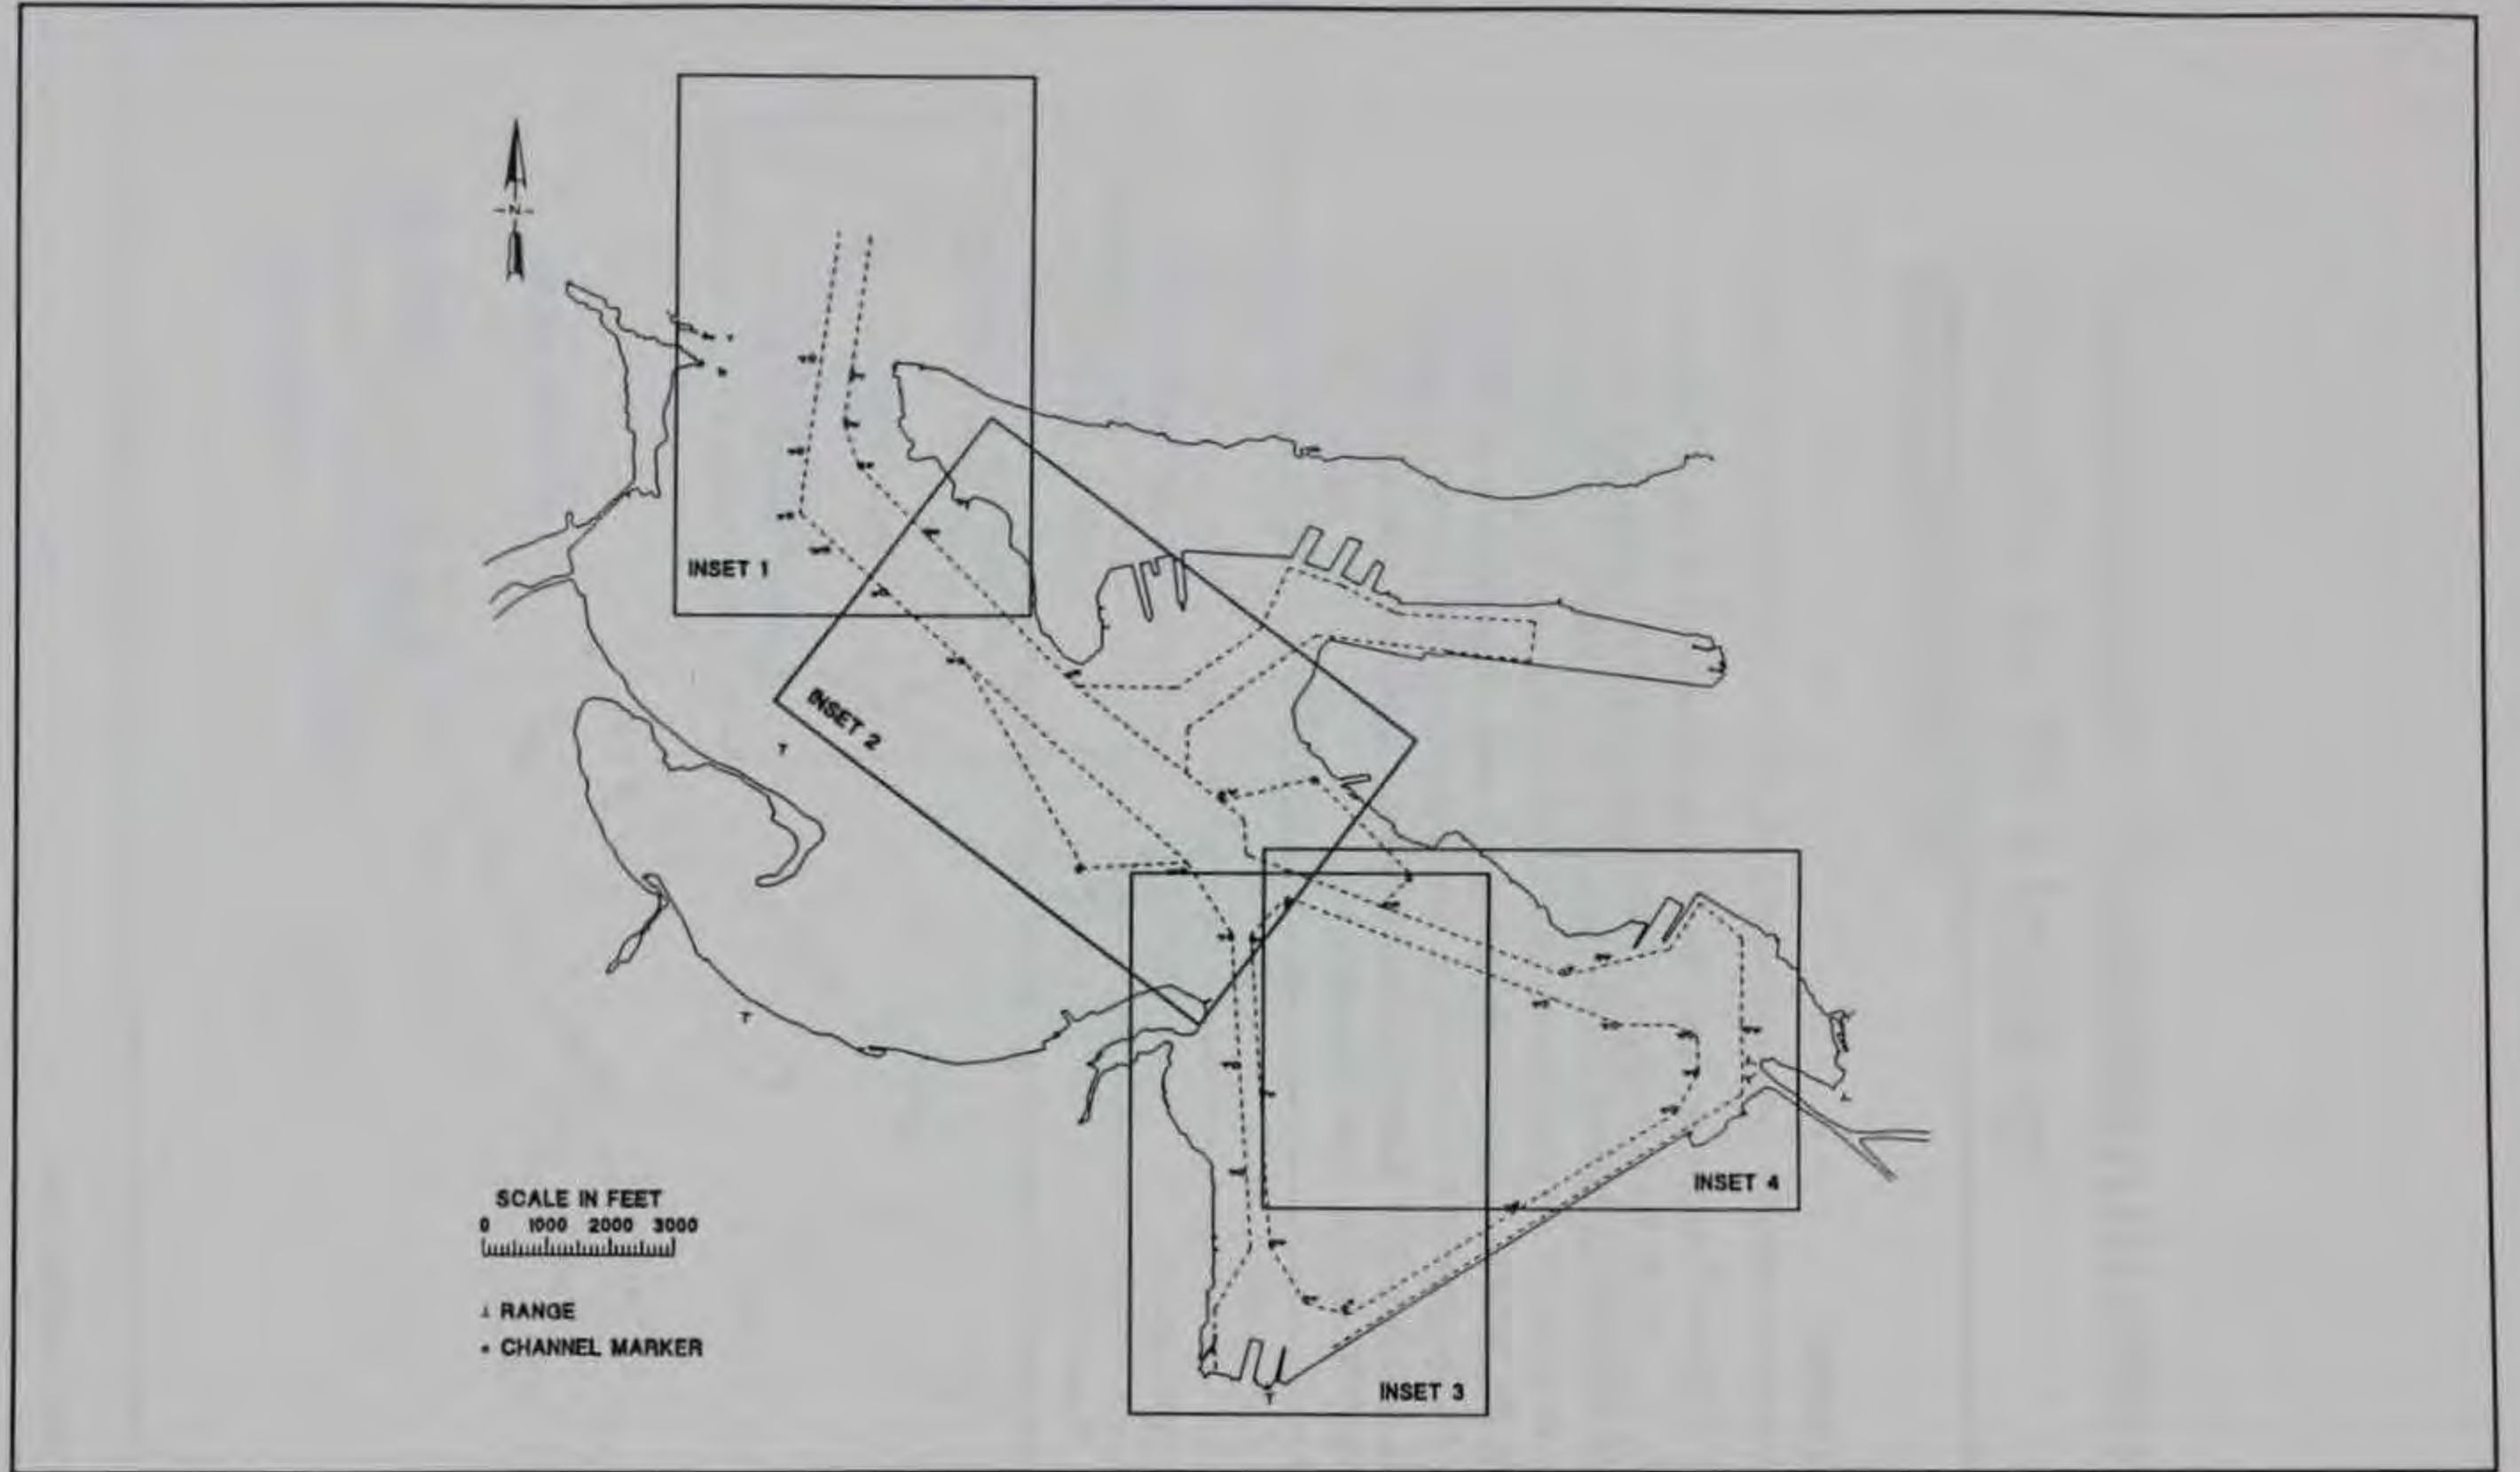 -N-
INSET 1
INSET 2
INSET 4
INSET 3
SCALE IN FEET
0 1000 2000 3000
RANGE
CHANNEL MARKER